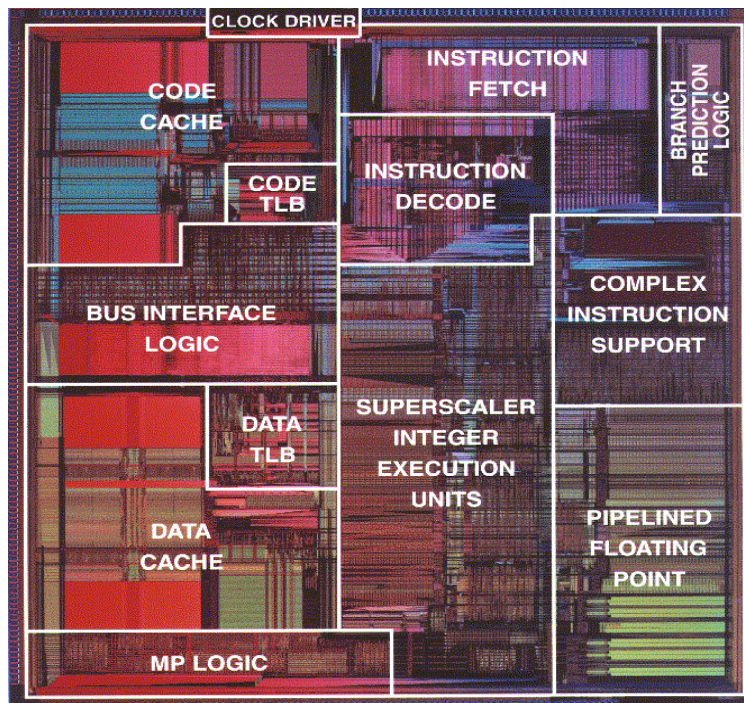 CLOCK DRIVER
CODE
CACHE
CODE
TLB
INSTRUCTION
FETCH
BRANCH
PREDICTION
LOGIC
INSTRUCTION
DECODE
BUS INTERFACE
LOGIC
COMPLEX
INSTRUCTION
SUPPORT
DATA
TLB
SUPERSCALER
INTEGER
EXECUTION
UNITS
DATA
CACHE
PIPELINED
FLOATING
POINT
MP LOGIC